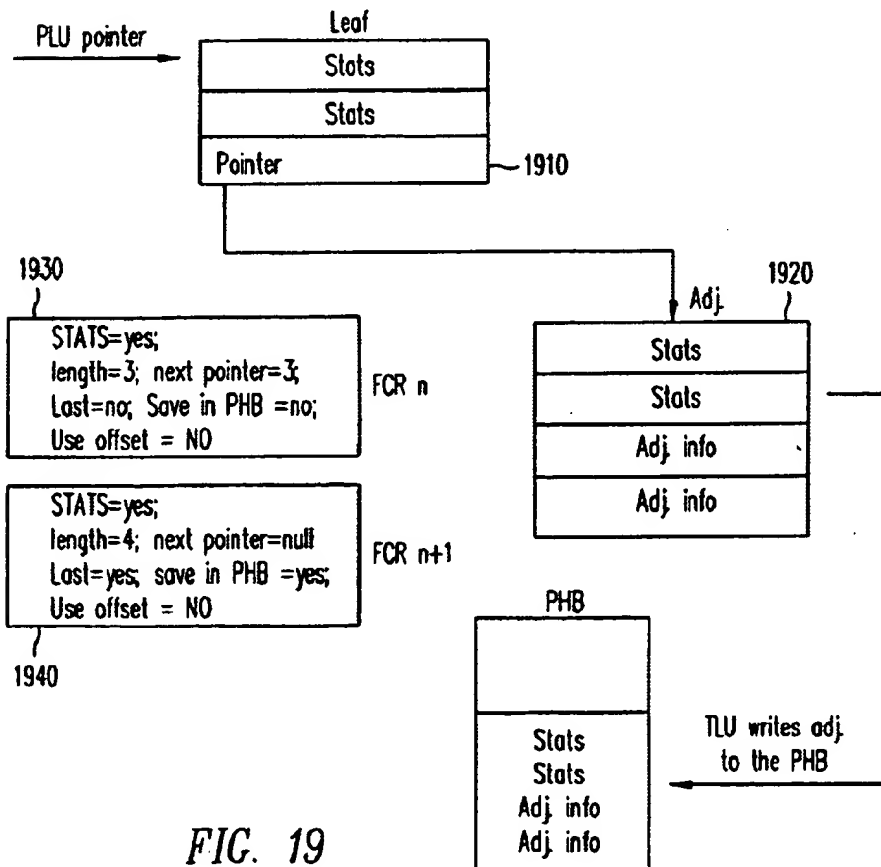 PLU pointer
Leaf
Stats
Stats
Pointer
1910
1930
STATS=yes;
length=3; next pointer=3;
Last=no; Save in PHB =no;
Use offset = NO
FCR n
Adj.
1920
Stats
Stats
Adj. info
Adj. info
STATS=yes;
length=4; next pointer=null
Last=yes; save in PHB =yes;
Use offset = NO
FCR n+1
1940
PHB
Stats
Stats
Adj. info
Adj. info
TLU writes adj.
to the PHB
FIG. 19